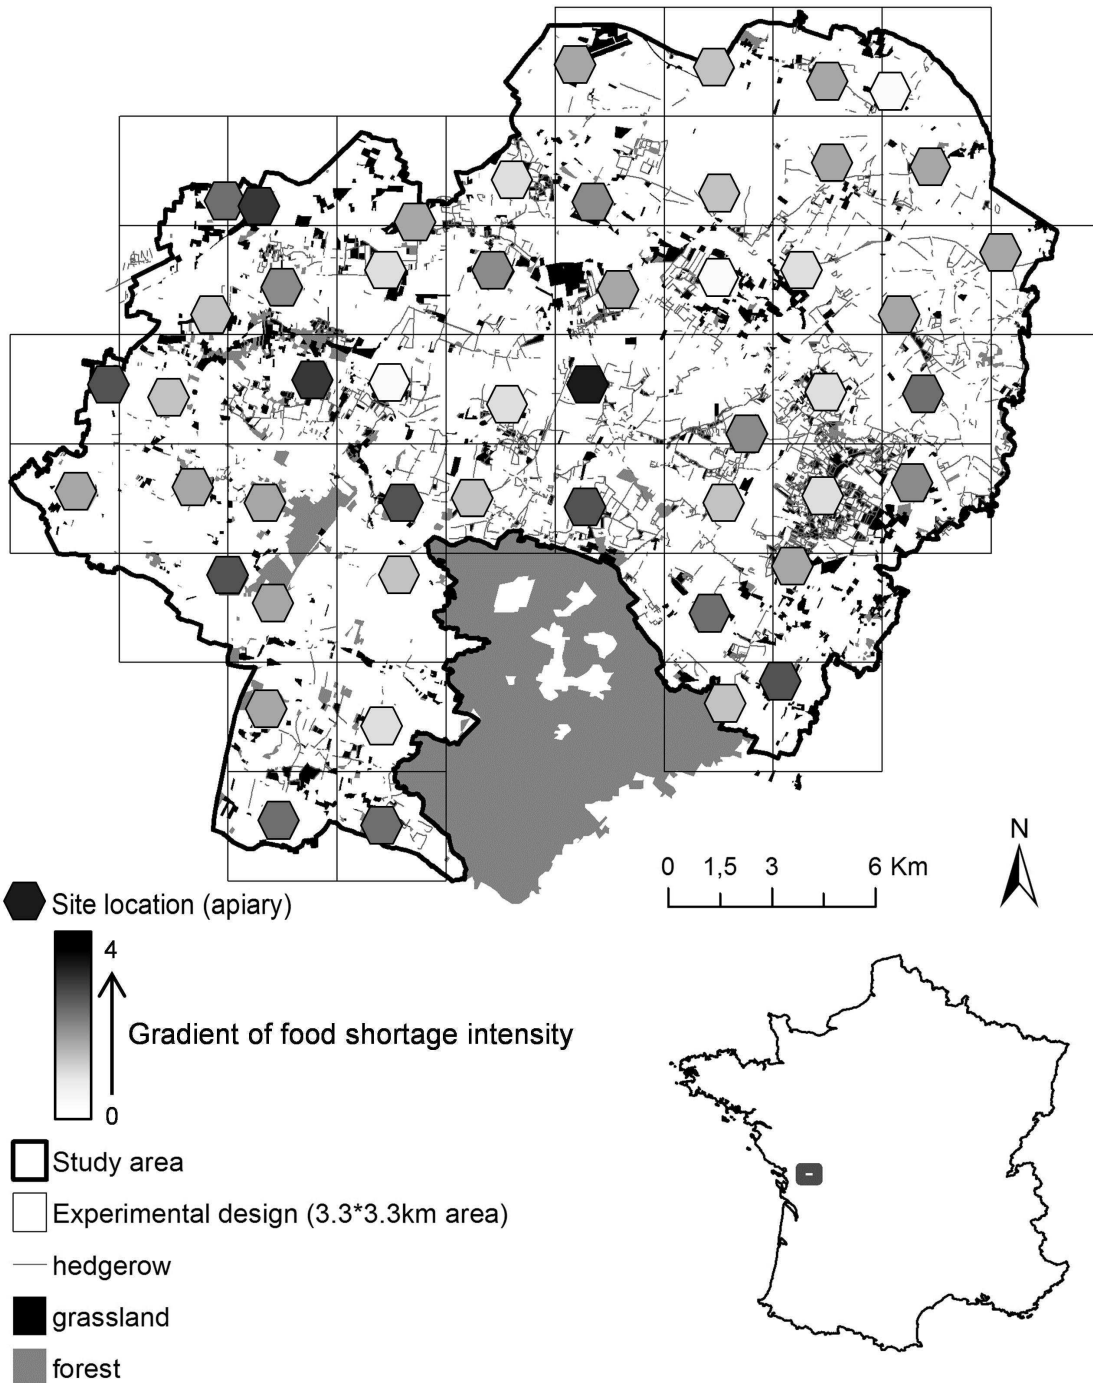 0 1,5 3 6 Km
N
Site location (apiary)
4
Gradient of food shortage intensity
0
Study area
Experimental design (3.3*3.3km area)
hedgerow
grassland
forest